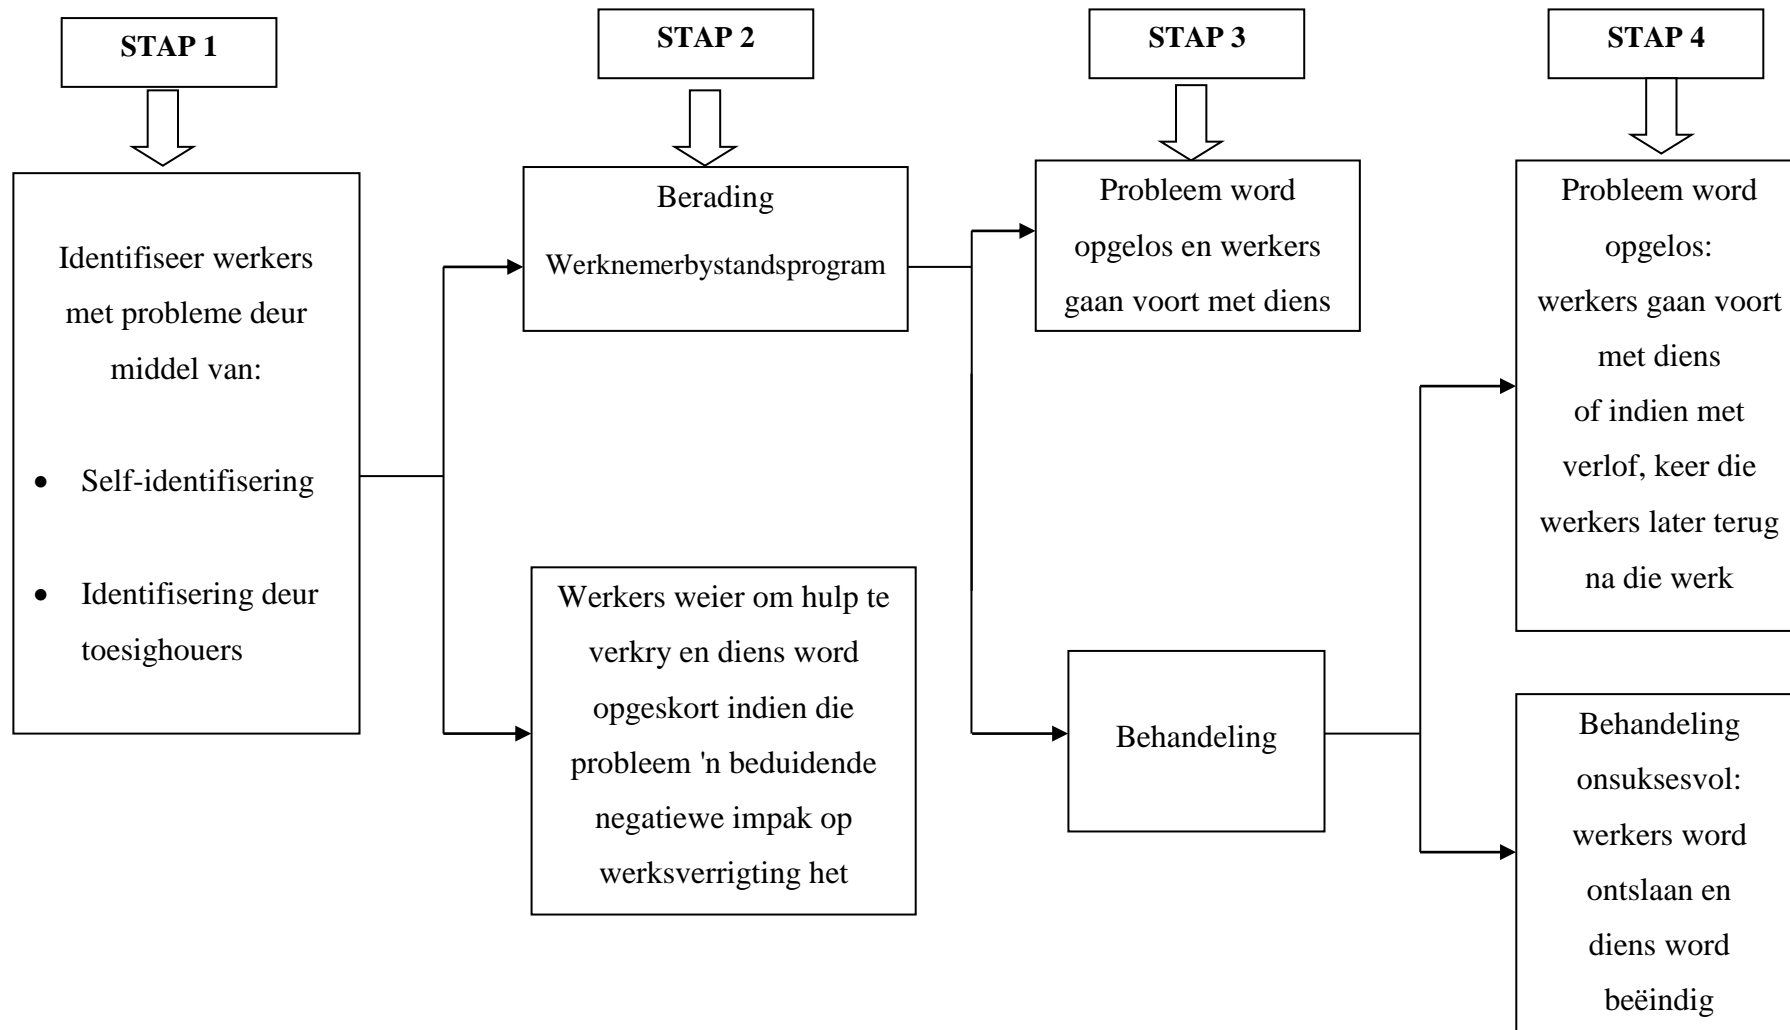 STAP 1
Identifiseer werkers
met probleme deur
middel van:
• Self-identifisering
• Identifisering deur
toesighouers
STAP 2
Berading
Werknemerbystandsprogram
Werkers weier om hulp te
verkry en diens word
opgeskort indien die
probleem 'n beduidende
negatiewe impak op
werksverrigting het
STAP 3
Probleem word
opgelos en werkers
gaan voort met diens
Behandeling
STAP 4
Probleem word
opgelos:
werkers gaan voort
met diens
of indien met
verlof, keer die
werkers later terug
na die werk
Behandeling
onsuksesvol:
werkers word
ontslaan en
diens word
beëindig